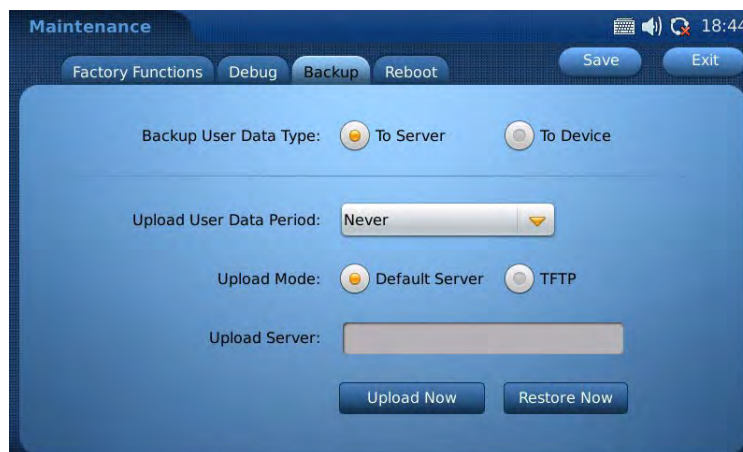 Maintenance 18:44
Save Exit
Factory Functions Debug Backup Reboot
Backup User Data Type: To Server To Device
Upload User Data Period: Never
Upload Mode: Default Server TFTP
Upload Server:
Upload Now Restore Now